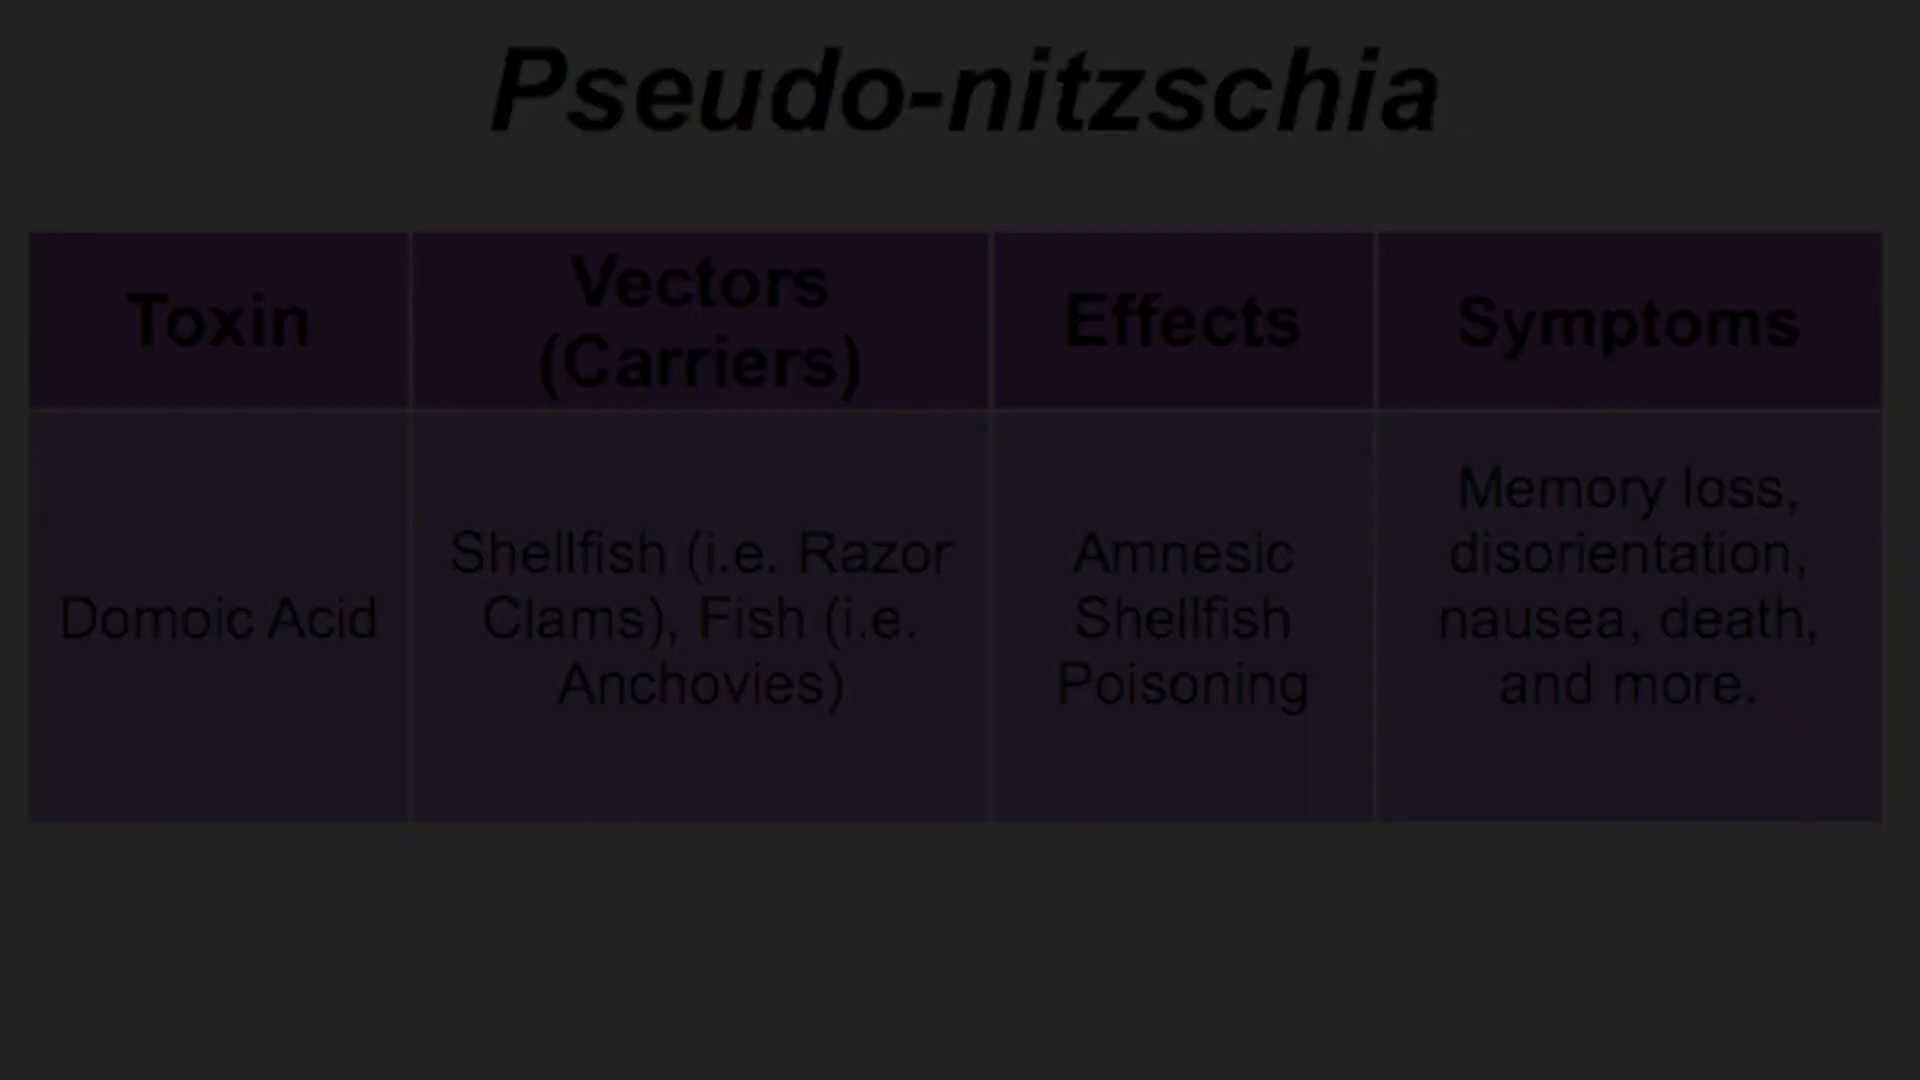 Pseudo-nitzschia
Toxin
Vectors
(Carriers)
Effects
Symptoms
Domoic Acid
Shellfish (i.e. Razor
Clams), Fish (i.e.
Anchovies)
Amnesic
Shellfish
Poisoning
Memory loss,
disorientation,
nausea, death,
and more.